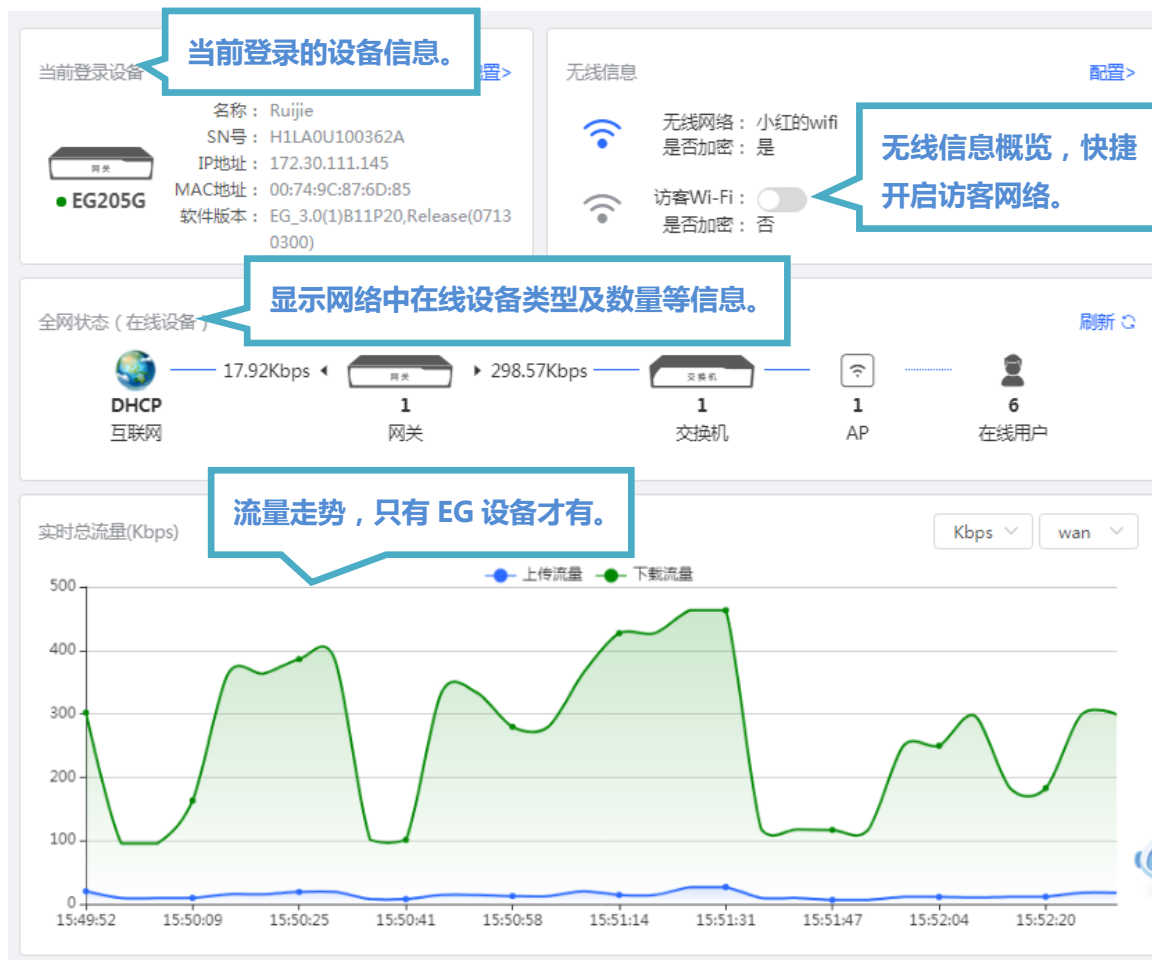 当前登录的设备信息。
当前登录设备
置>
名称： Ruijie
SN号： H1LA0U100362A
IP地址： 172.30.111.145
MAC地址： 00:74:9C:87:6D:85
软件版本： EG_3.0(1)B11P20,Release(0713
0300)
网关
EG205G
无线信息
配置>
无线网络： 小红的wifi
是否加密： 是
访客Wi-Fi：
是否加密： 否
无线信息概览，快捷
开启访客网络。
显示网络中在线设备类型及数量等信息。
全网状态 ( 在线设备 )
刷新
17.92Kbps
网关
298.57Kbps
交换机
DHCP
1
1
1
6
互联网
网关
交换机
AP
在线用户
流量走势，只有 EG 设备才有。
实时总流量(Kbps)
Kbps
wan
上传流量
下载流量
500
400
300
200
100
0
15:49:52
15:50:09
15:50:25
15:50:41
15:50:58
15:51:14
15:51:31
15:51:47
15:52:04
15:52:20